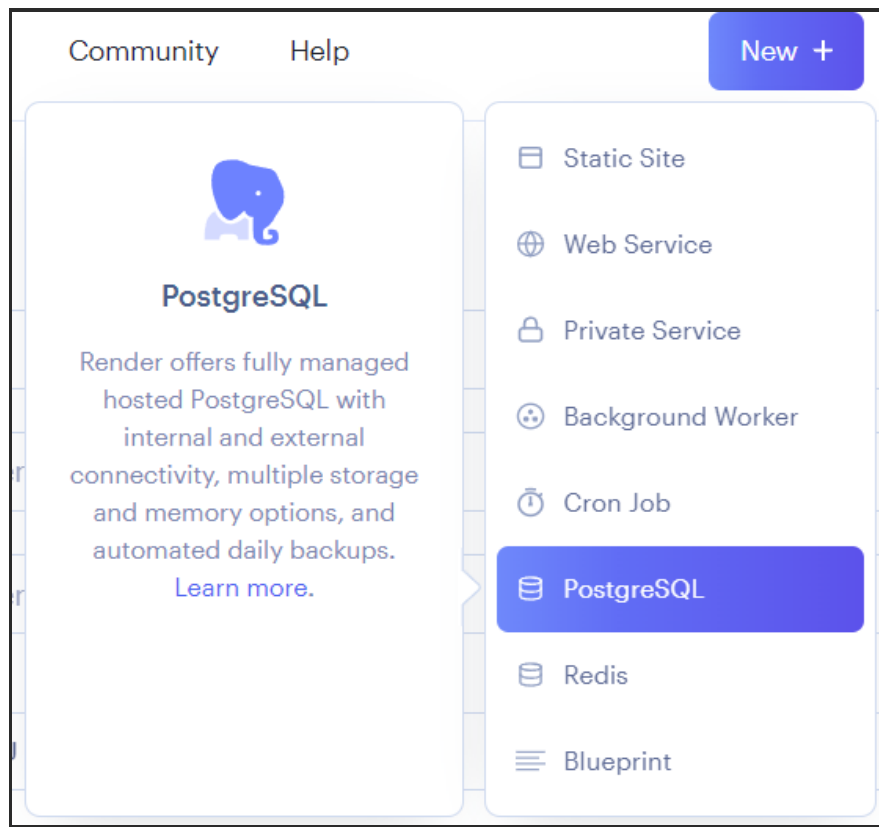 Community Help New +
PostgreSQL
Render offers fully managed
hosted PostgreSQL with
internal and external
connectivity, multiple storage
and memory options, and
automated daily backups.
Learn more.
Static Site
Web Service
Private Service
Background Worker
Cron Job
PostgreSQL
Redis
Blueprint